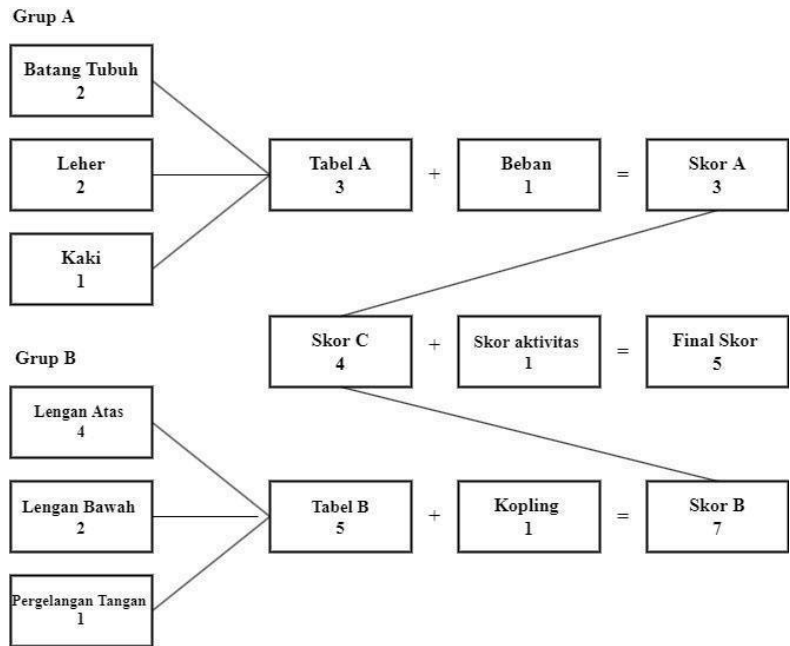 Grup A
Batang Tubuh
2
Leher
2
Kaki
1
Tabel A
3
+
Beban
1
=
Skor A
3
Skor C
4
+
Skor aktivitas
1
=
Final Skor
5
Grup B
Lengan Atas
4
Lengan Bawah
2
Pergelangan Tangan
1
Tabel B
5
+
Kopling
1
=
Skor B
7